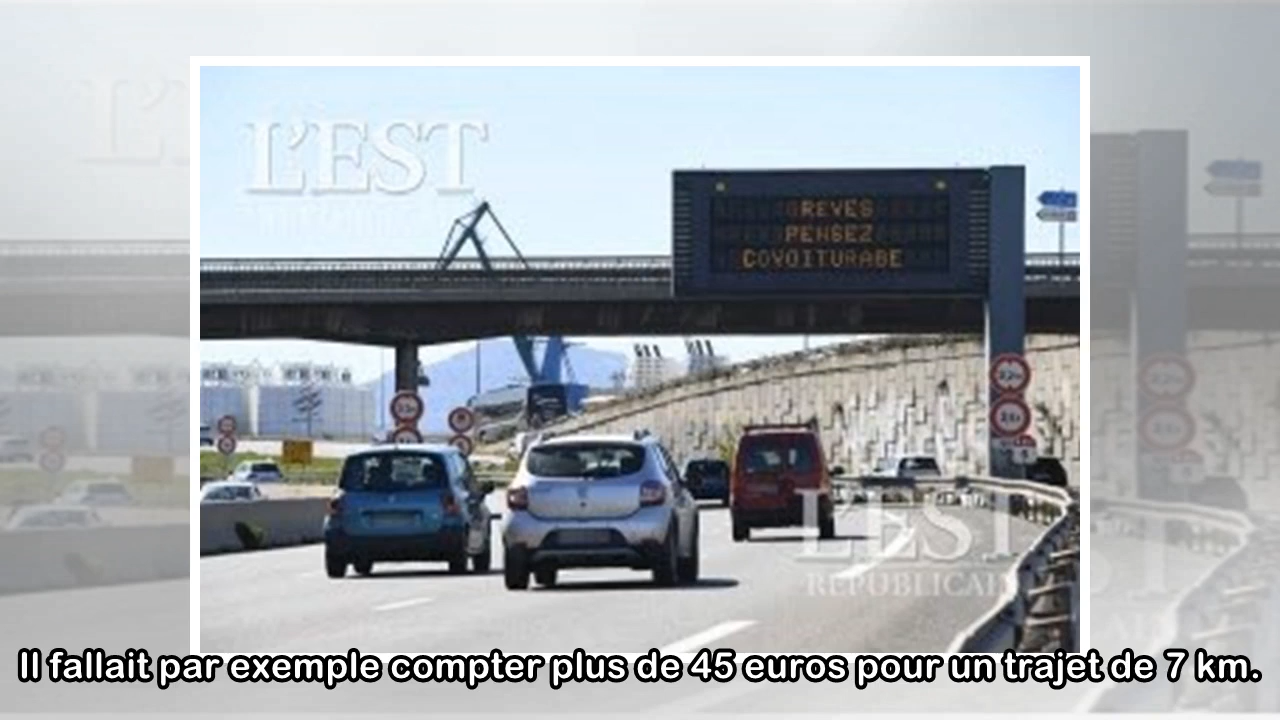 L'EST
GREVES
PENSEZ
COVOITURAGE
L'EST
REPUBLICAIN
Il fallait par exemple compter plus de 45 euros pour un trajet de 7 km.